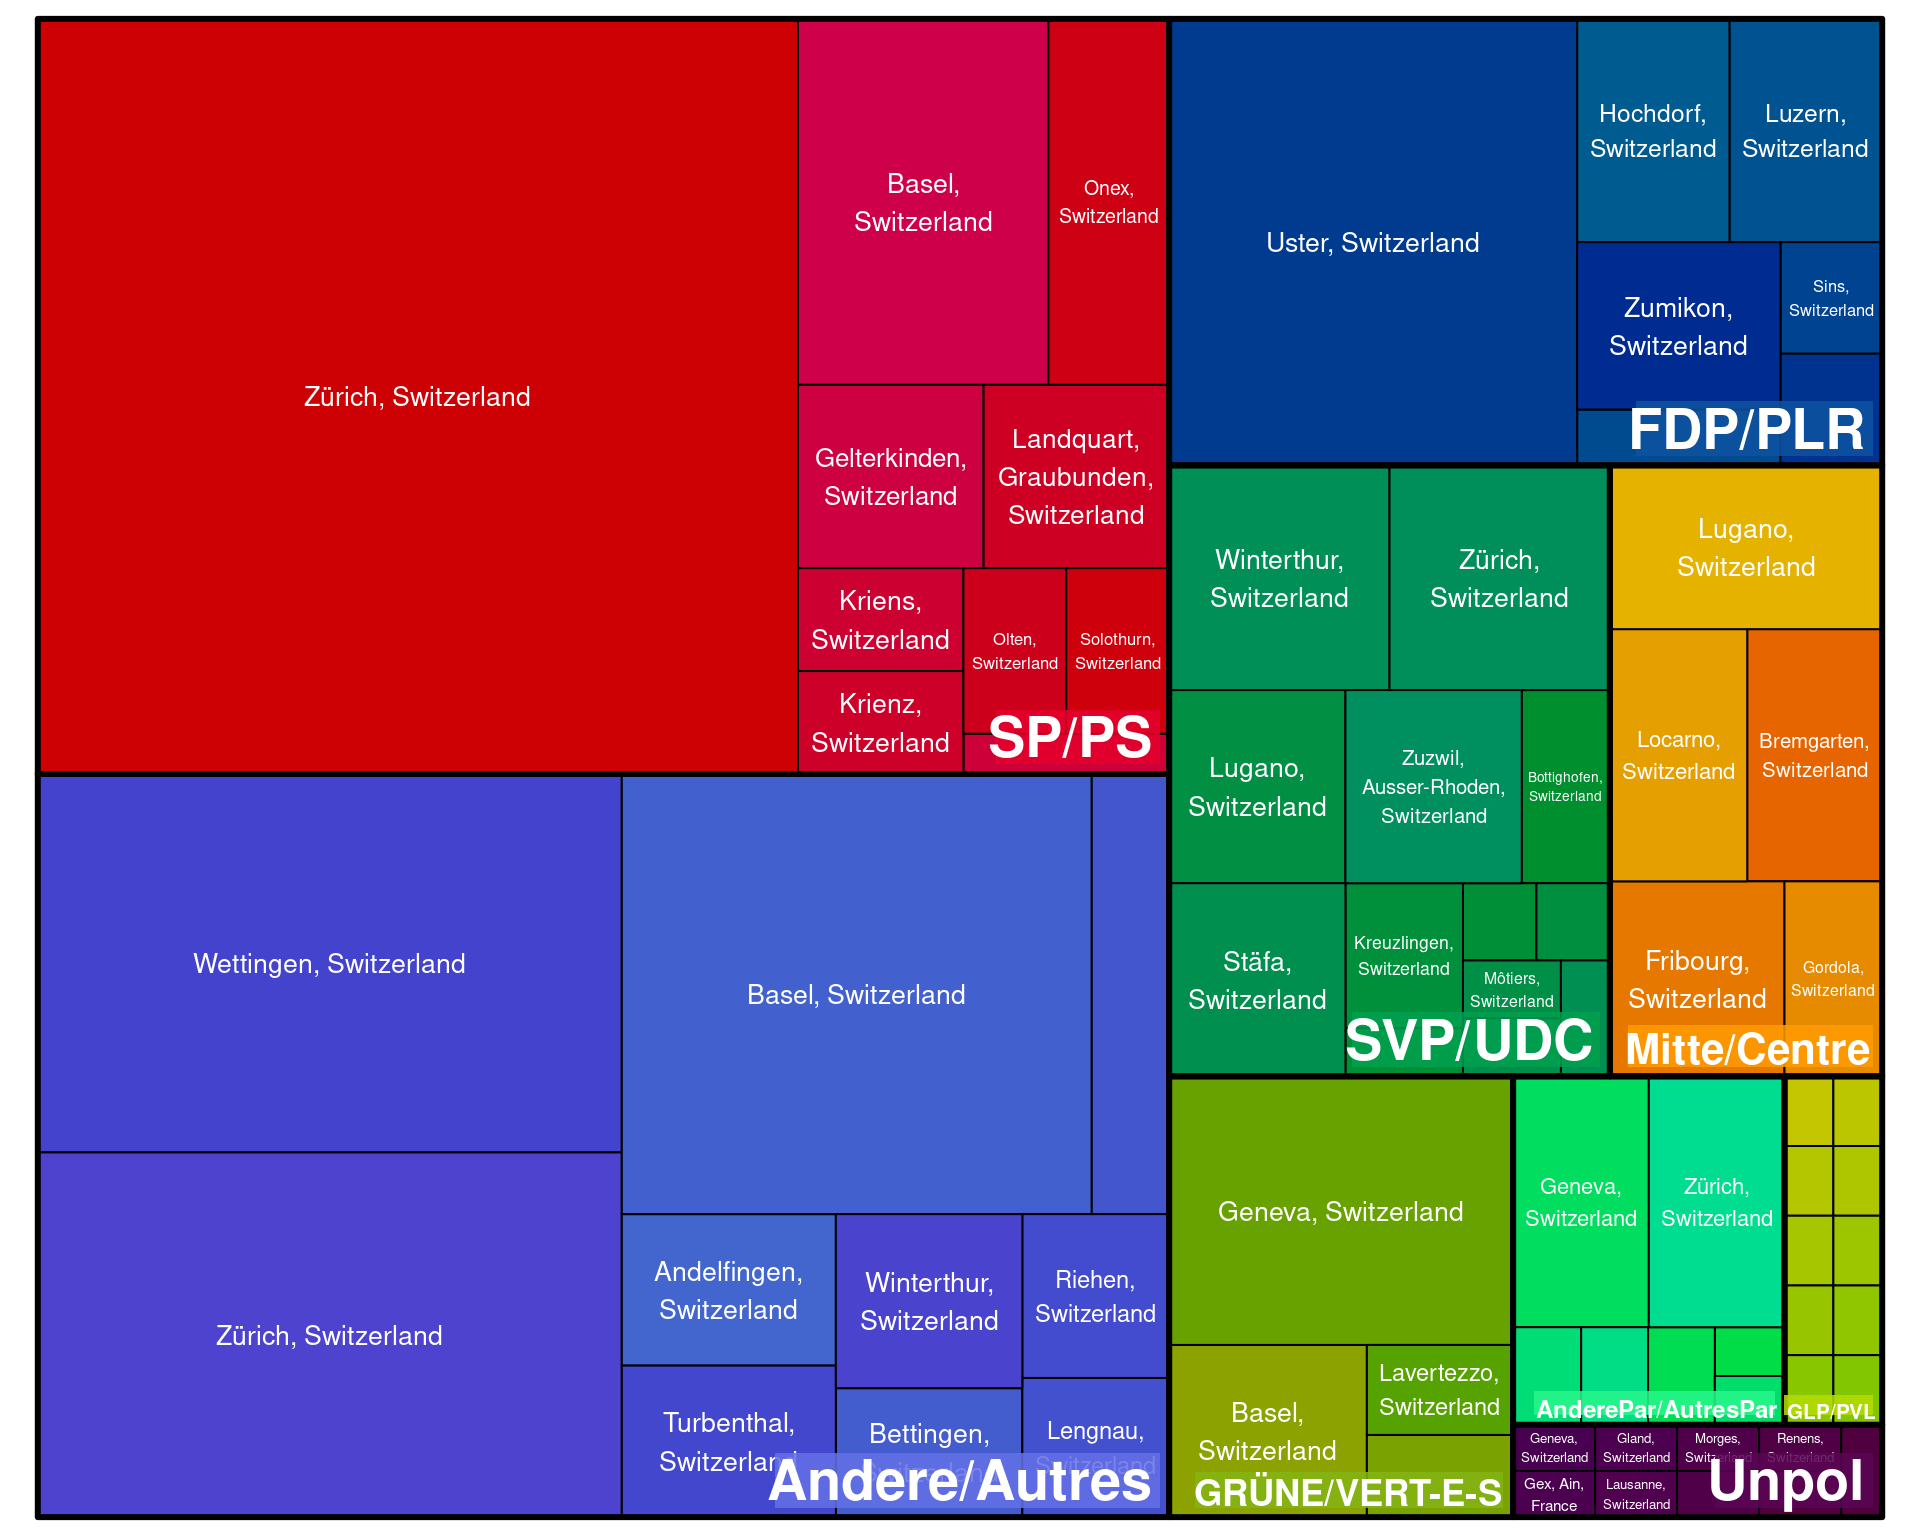 Zürich, Switzerland
Basel,
Switzerland
Onex,
Switzerland
Gelterkinden,
Switzerland
Landquart,
Graubunden,
Switzerland
Kriens,
Switzerland
Krienz,
Switzerland
Olten,
Switzerland
Solothurn,
Switzerland
SP/PS
Uster, Switzerland
Hochdorf,
Switzerland
Luzern,
Switzerland
Zumikon,
Switzerland
Sins,
Switzerland
FDP/PLR
Winterthur,
Switzerland
Zürich,
Switzerland
Lugano,
Switzerland
Zuzwil,
Ausser-Rhoden,
Switzerland
Bottighofen,
Switzerland
Stäfa,
Switzerland
Kreuzlingen,
Switzerland
Môtiers,
Switzerland
SVP/UDC
Lugano,
Switzerland
Locarno,
Switzerland
Bremgarten,
Switzerland
Fribourg,
Switzerland
Gordola,
Switzerland
Mitte/Centre
Wettingen, Switzerland
Zürich, Switzerland
Basel, Switzerland
Andelfingen,
Switzerland
Winterthur,
Switzerland
Riehen,
Switzerland
Turbenthal,
Switzerland
Bettingen,
Switzerland
Lengnau,
Switzerland
Andere/Autres
Geneva, Switzerland
Basel,
Switzerland
Lavertezzo,
Switzerland
GRÜNE/VERT-E-S
Geneva,
Switzerland
Zürich,
Switzerland
AnderePar/AutresPar
GLP/PVL
Geneva,
Switzerland
Gland,
Switzerland
Morges,
Switzerland
Renens,
Switzerland
Gex, Ain,
France
Lausanne,
Switzerland
Unpol